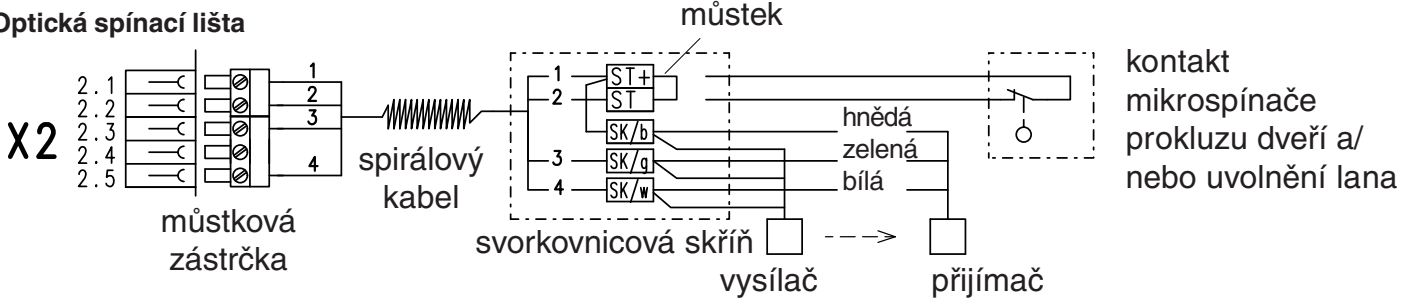 Optická spínací lišta
můstek
X2
2.1
2.2
2.3
2.4
2.5
1
2
3
4
můstková
zástrčka
spirálový
kabel
1
2
3
4
ST+
ST
SK/b
SK/g
SK/w
svorkovnicová skříň
hnědá
zelená
bílá
vysílač
přijímač
kontakt
mikrospínače
prokluzu dveří a/
nebo uvolnění lana